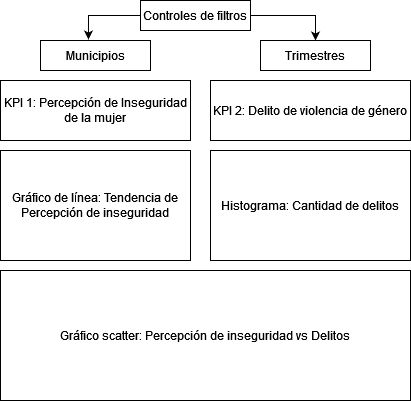 Controles de filtros
Municipios
Trimestres
KPI 1: Percepción de Inseguridad
de la mujer
KPI 2: Delito de violencia de género
Gráfico de línea: Tendencia de
Percepción de inseguridad
Histograma: Cantidad de delitos
Gráfico scatter: Percepción de inseguridad vs Delitos